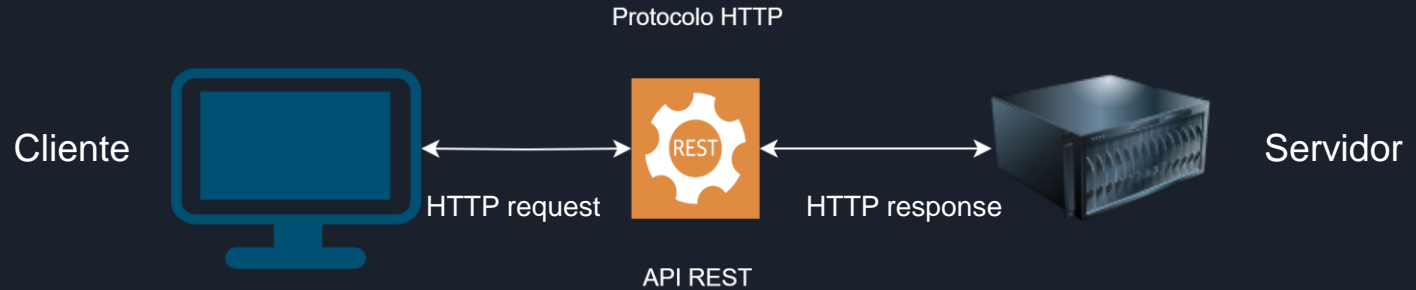 Protocolo HTTP
Cliente
REST
Servidor
HTTP request
HTTP response
API REST